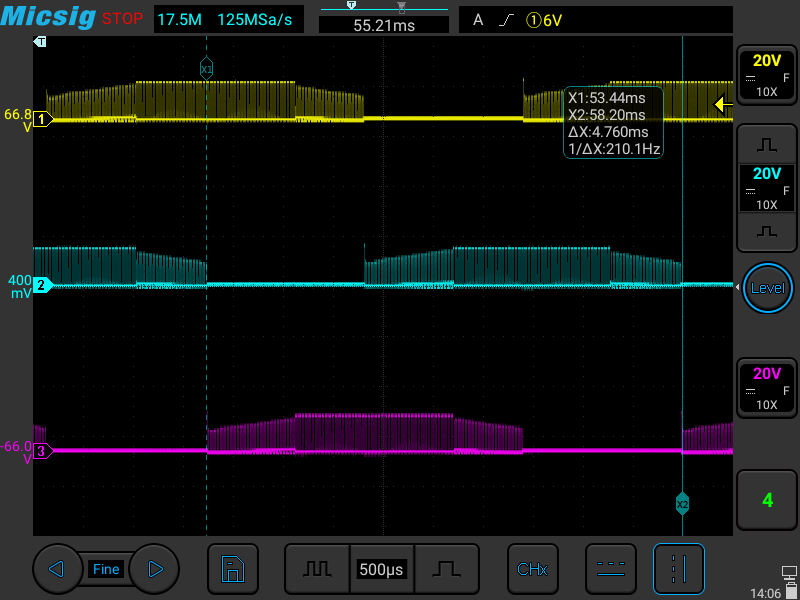 Micsig STOP 17.5M 125MSa/s T 55.21ms A ①6V
T
X1
20V
F
10X
X1:53.44ms
X2:58.20ms
ΔX:4.760ms
1/ΔX:210.1Hz
66.8
V
1
20V
F
10X
400
mV
2
Level
20V
F
10X
-66.0
V
3
X2
4
Fine
500µs
CHx
14:06